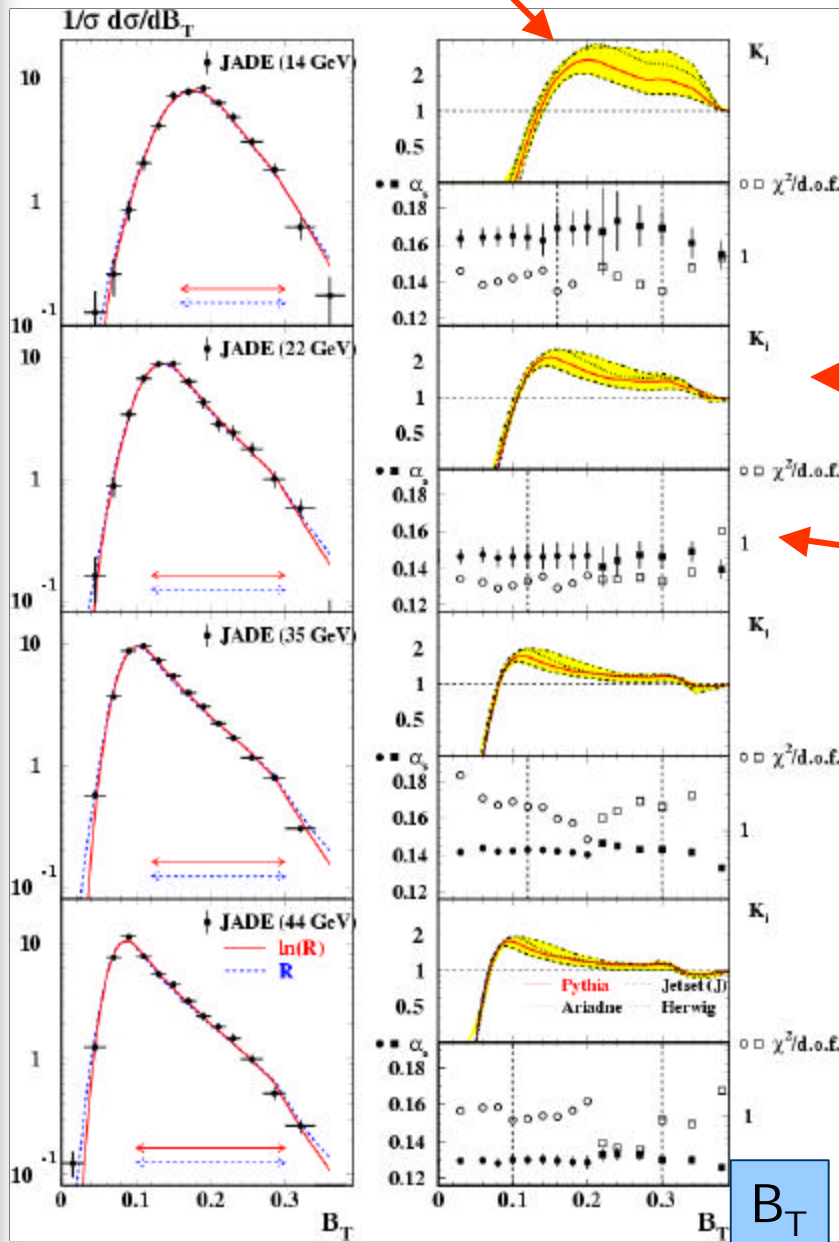 1/σ dσ/dB_T
10
1
10^-1
JADE (14 GeV)
2
1
0.5
K_i
● ■ α_s
○ □ χ²/d.o.f.
0.18
0.16
0.14
0.12
1
10
1
10^-1
JADE (22 GeV)
2
1
0.5
K_i
● ■ α_s
○ □ χ²/d.o.f.
0.18
0.16
0.14
0.12
1
10
1
10^-1
JADE (35 GeV)
2
1
0.5
K_i
● ■ α_s
○ □ χ²/d.o.f.
0.18
0.16
0.14
0.12
1
10
1
10^-1
JADE (44 GeV)
ln(R)
R
2
1
0.5
K_i
Pythia Jetset (J)
Ariadne Herwig
● ■ α_s
○ □ χ²/d.o.f.
0.18
0.16
0.14
0.12
1
0 0.1 0.2 0.3
B_T
0 0.1 0.2 0.3
B_T
B_T